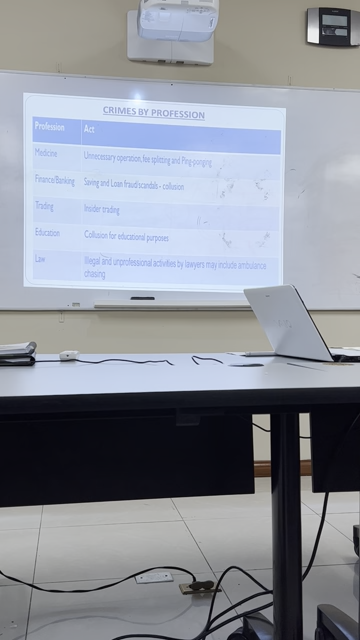 CRIMES BY PROFESSION
Profession Act
Medicine Unnecessary operation, fee splitting and Ping-ponging
Finance/Banking Saving and Loan fraud/scandals - collusion
Trading Insider trading
Education Collusion for educational purposes
Law Illegal and unprofessional activities by lawyers may include ambulance
chasing